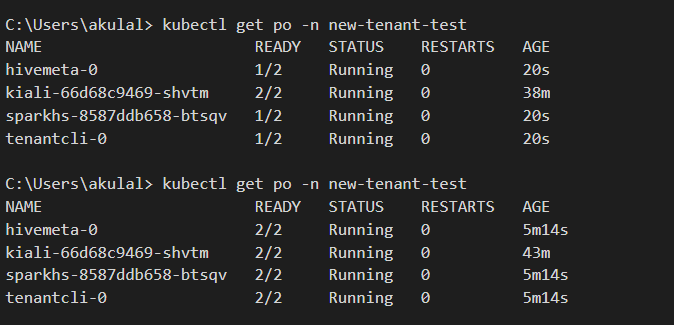 C:\Users\akulal> kubectl get po -n new-tenant-test
NAME READY STATUS RESTARTS AGE
hivemeta-0 1/2 Running 0 20s
kiali-66d68c9469-shvtm 2/2 Running 0 38m
sparkhs-8587ddb658-btsqv 1/2 Running 0 20s
tenantcli-0 1/2 Running 0 20s
C:\Users\akulal> kubectl get po -n new-tenant-test
NAME READY STATUS RESTARTS AGE
hivemeta-0 2/2 Running 0 5m14s
kiali-66d68c9469-shvtm 2/2 Running 0 43m
sparkhs-8587ddb658-btsqv 2/2 Running 0 5m14s
tenantcli-0 2/2 Running 0 5m14s